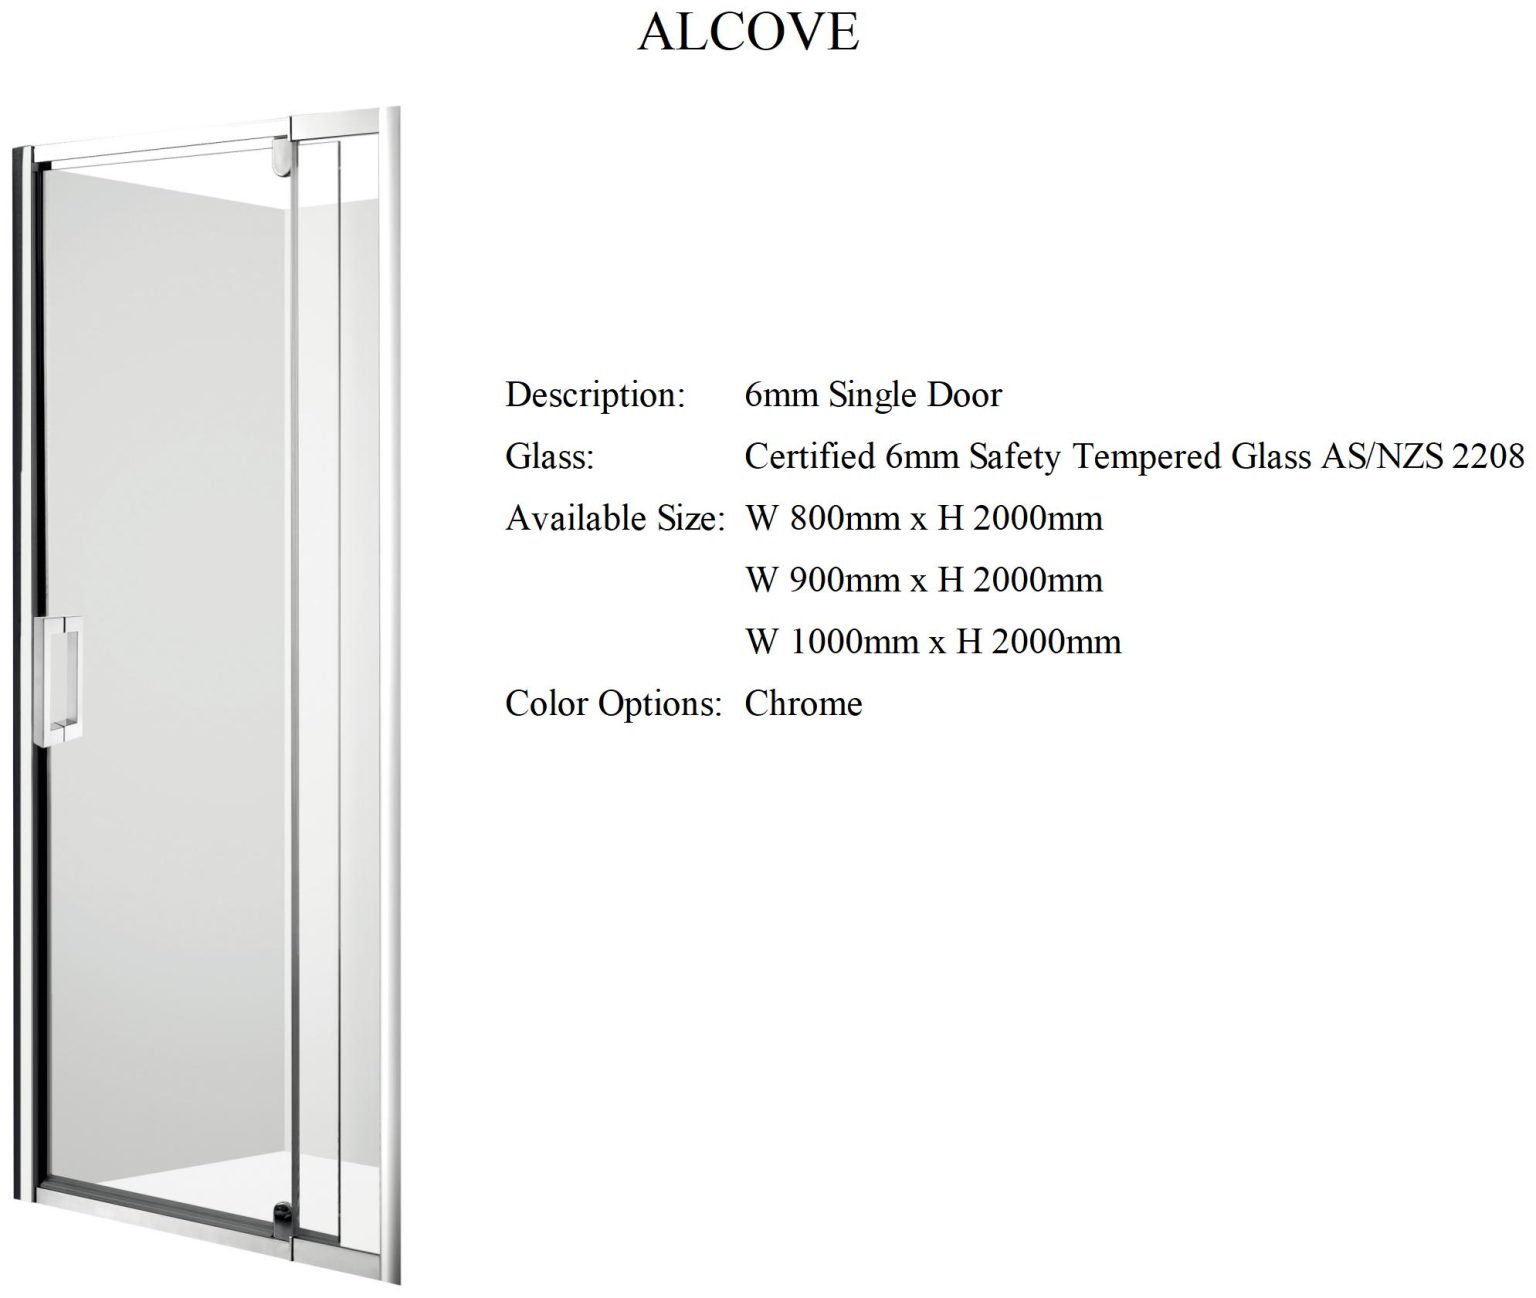 ALCOVE
Description: 6mm Single Door
Glass: Certified 6mm Safety Tempered Glass AS/NZS 2208
Available Size: W 800mm x H 2000mm
W 900mm x H 2000mm
W 1000mm x H 2000mm
Color Options: Chrome